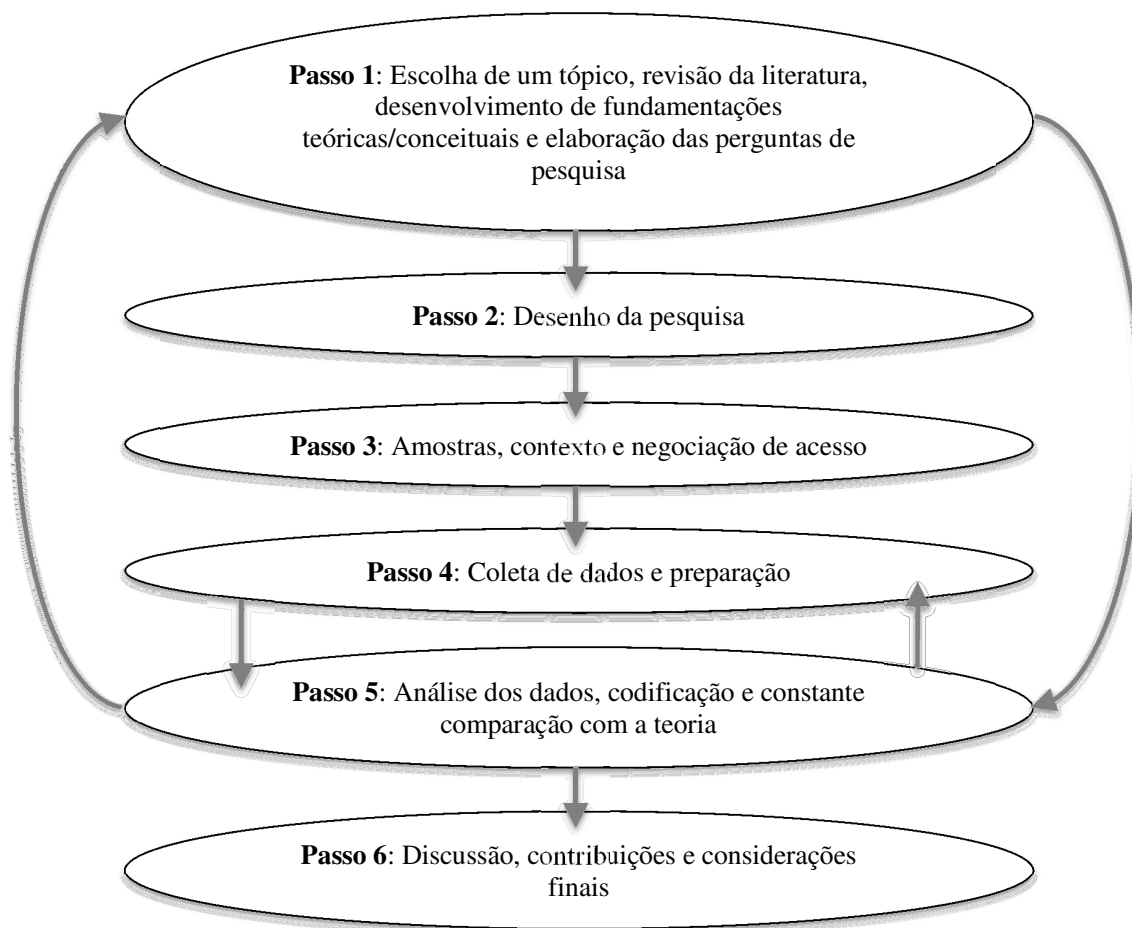 Passo 1: Escolha de um tópico, revisão da literatura,
desenvolvimento de fundamentações
teóricas/conceituais e elaboração das perguntas de
pesquisa
Passo 2: Desenho da pesquisa
Passo 3: Amostras, contexto e negociação de acesso
Passo 4: Coleta de dados e preparação
Passo 5: Análise dos dados, codificação e constante
comparação com a teoria
Passo 6: Discussão, contribuições e considerações
finais